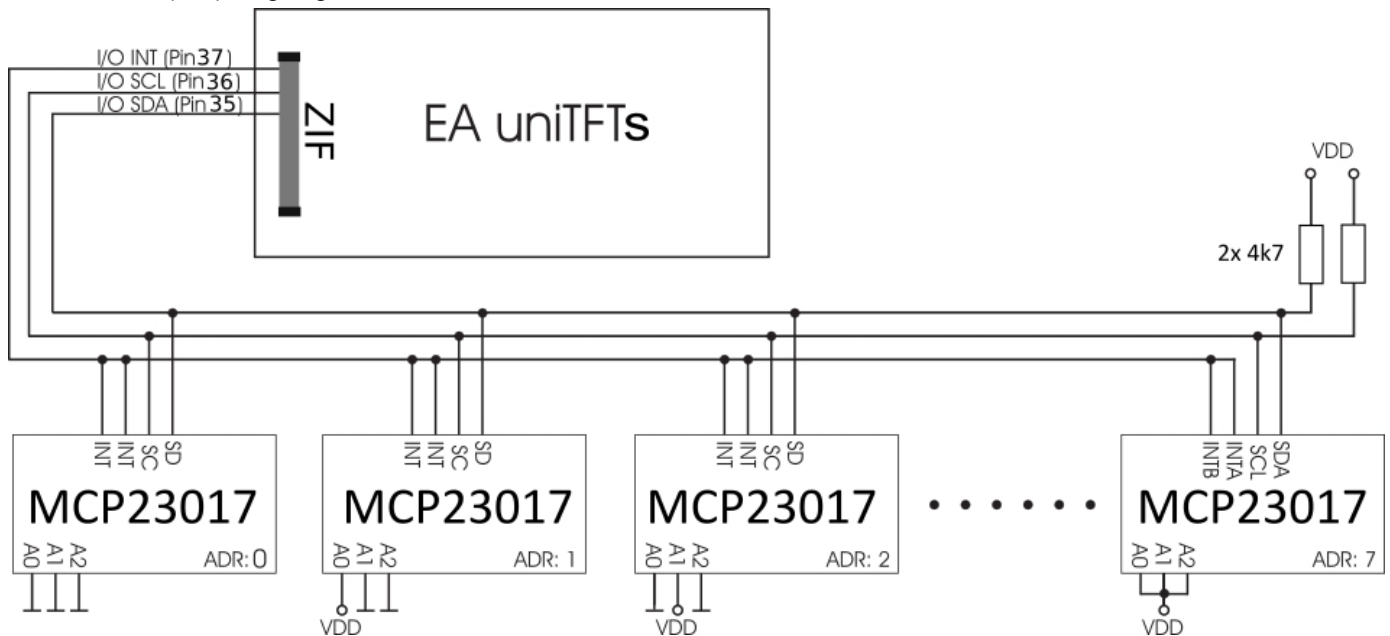 I/O INT (Pin37)
I/O SCL (Pin36)
I/O SDA (Pin35)
ZIF
EA uniTFTs
VDD
2x 4k7
INT INT SC SD
MCP23017
A0 A1 A2
ADR: 0
INT INT SC SD
MCP23017
A0 A1 A2
ADR: 1
VDD
INT INT SC SD
MCP23017
A0 A1 A2
ADR: 2
VDD
INTB INTA SCL SDA
MCP23017
A0 A1 A2
ADR: 7
VDD